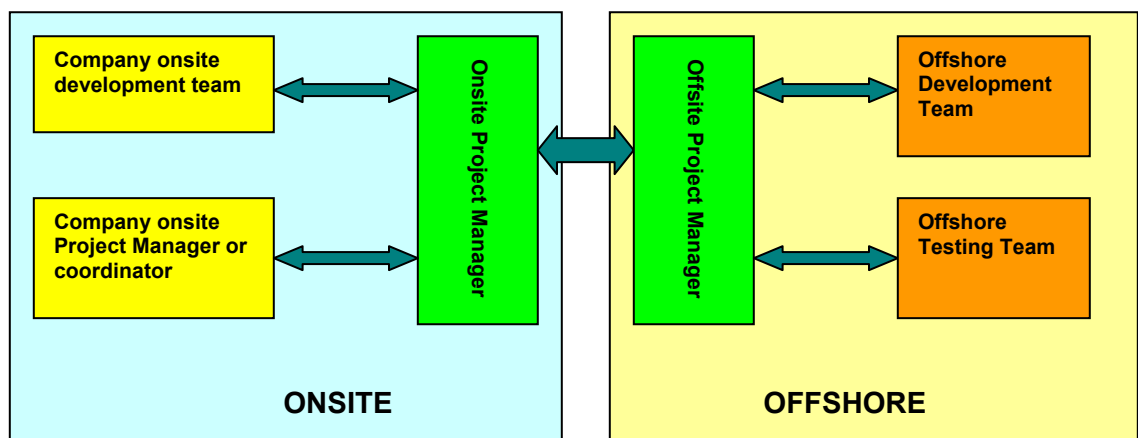 Company onsite
development team
Company onsite
Project Manager or
coordinator
Onsite Project Manager
ONSITE
Offsite Project Manager
Offshore
Development
Team
Offshore
Testing Team
OFFSHORE